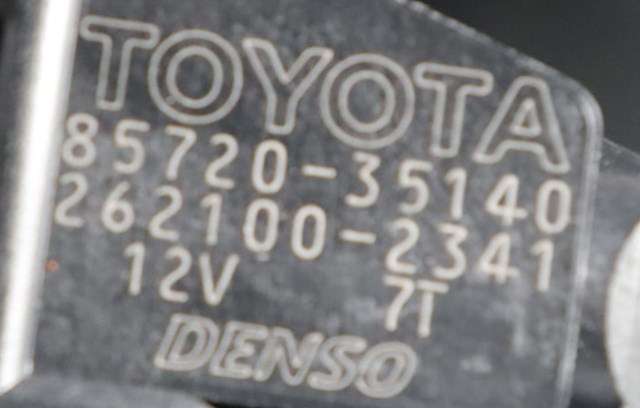 TOYOTA
85720-35140
262100-2341
12V 7T
DENSO